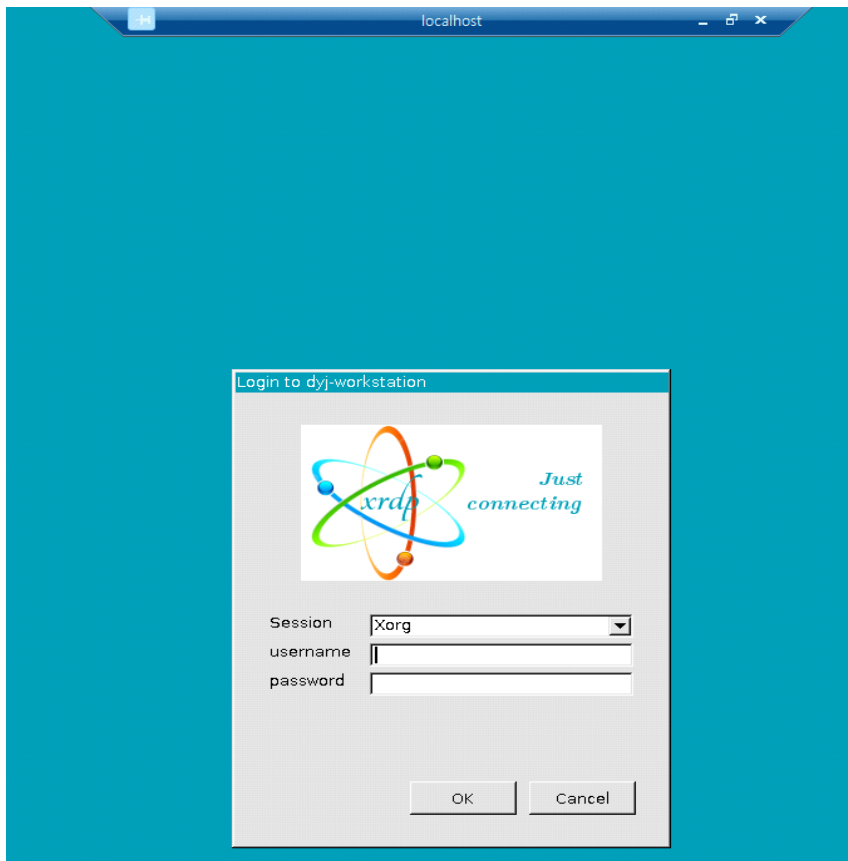 localhost
Login to dyj-workstation
xrdp
Just
connecting
Session Xorg
username
password
OK Cancel